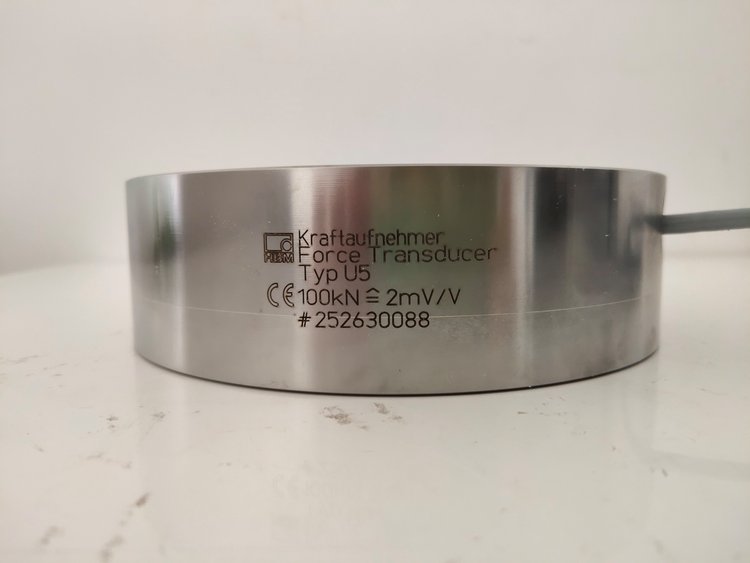 HBM
Kraftaufnehmer
Force Transducer
Typ U5
CE 100kN ≙ 2mV/V
#252630088